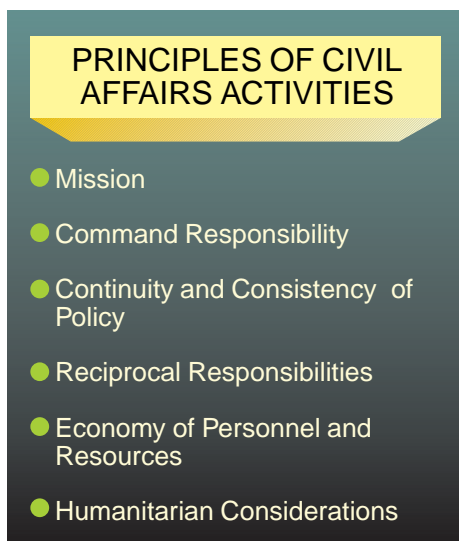 PRINCIPLES OF CIVIL
AFFAIRS ACTIVITIES
Mission
Command Responsibility
Continuity and Consistency of
Policy
Reciprocal Responsibilities
Economy of Personnel and
Resources
Humanitarian Considerations